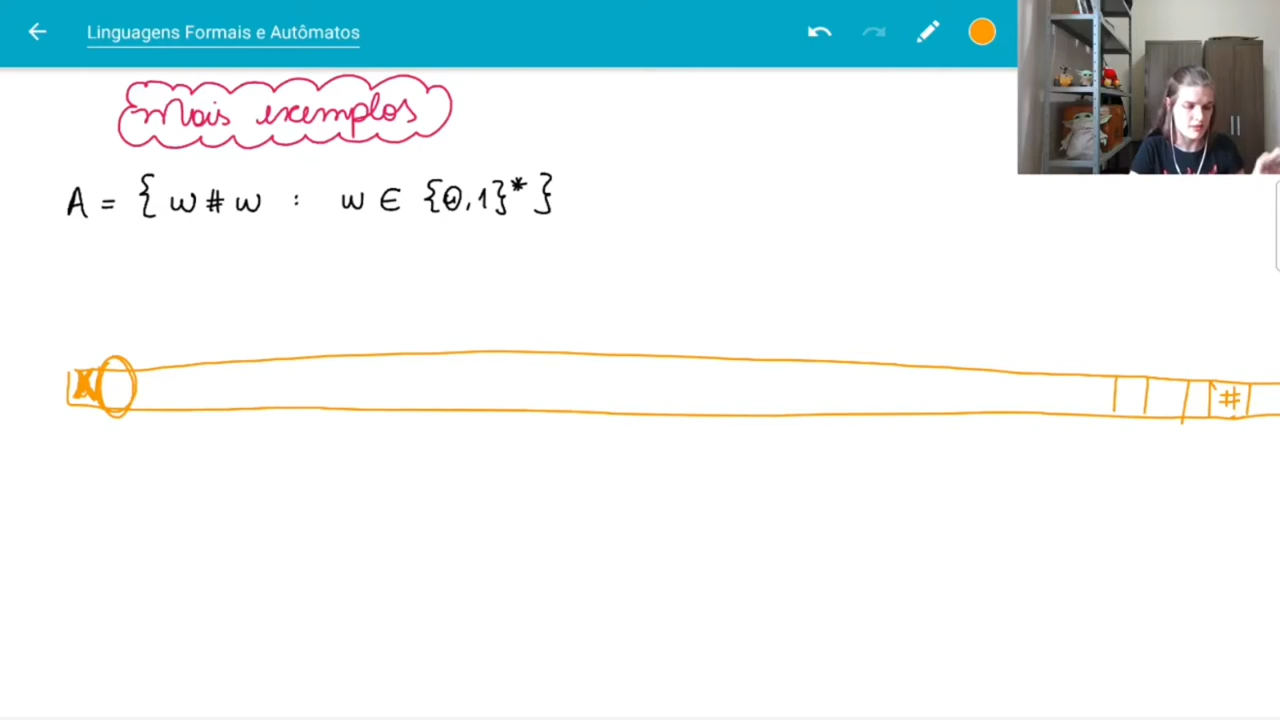 Linguagens Formais e Autômatos
Mais exemplos
A = { w # w : w ∈ {0,1}* }
X
#